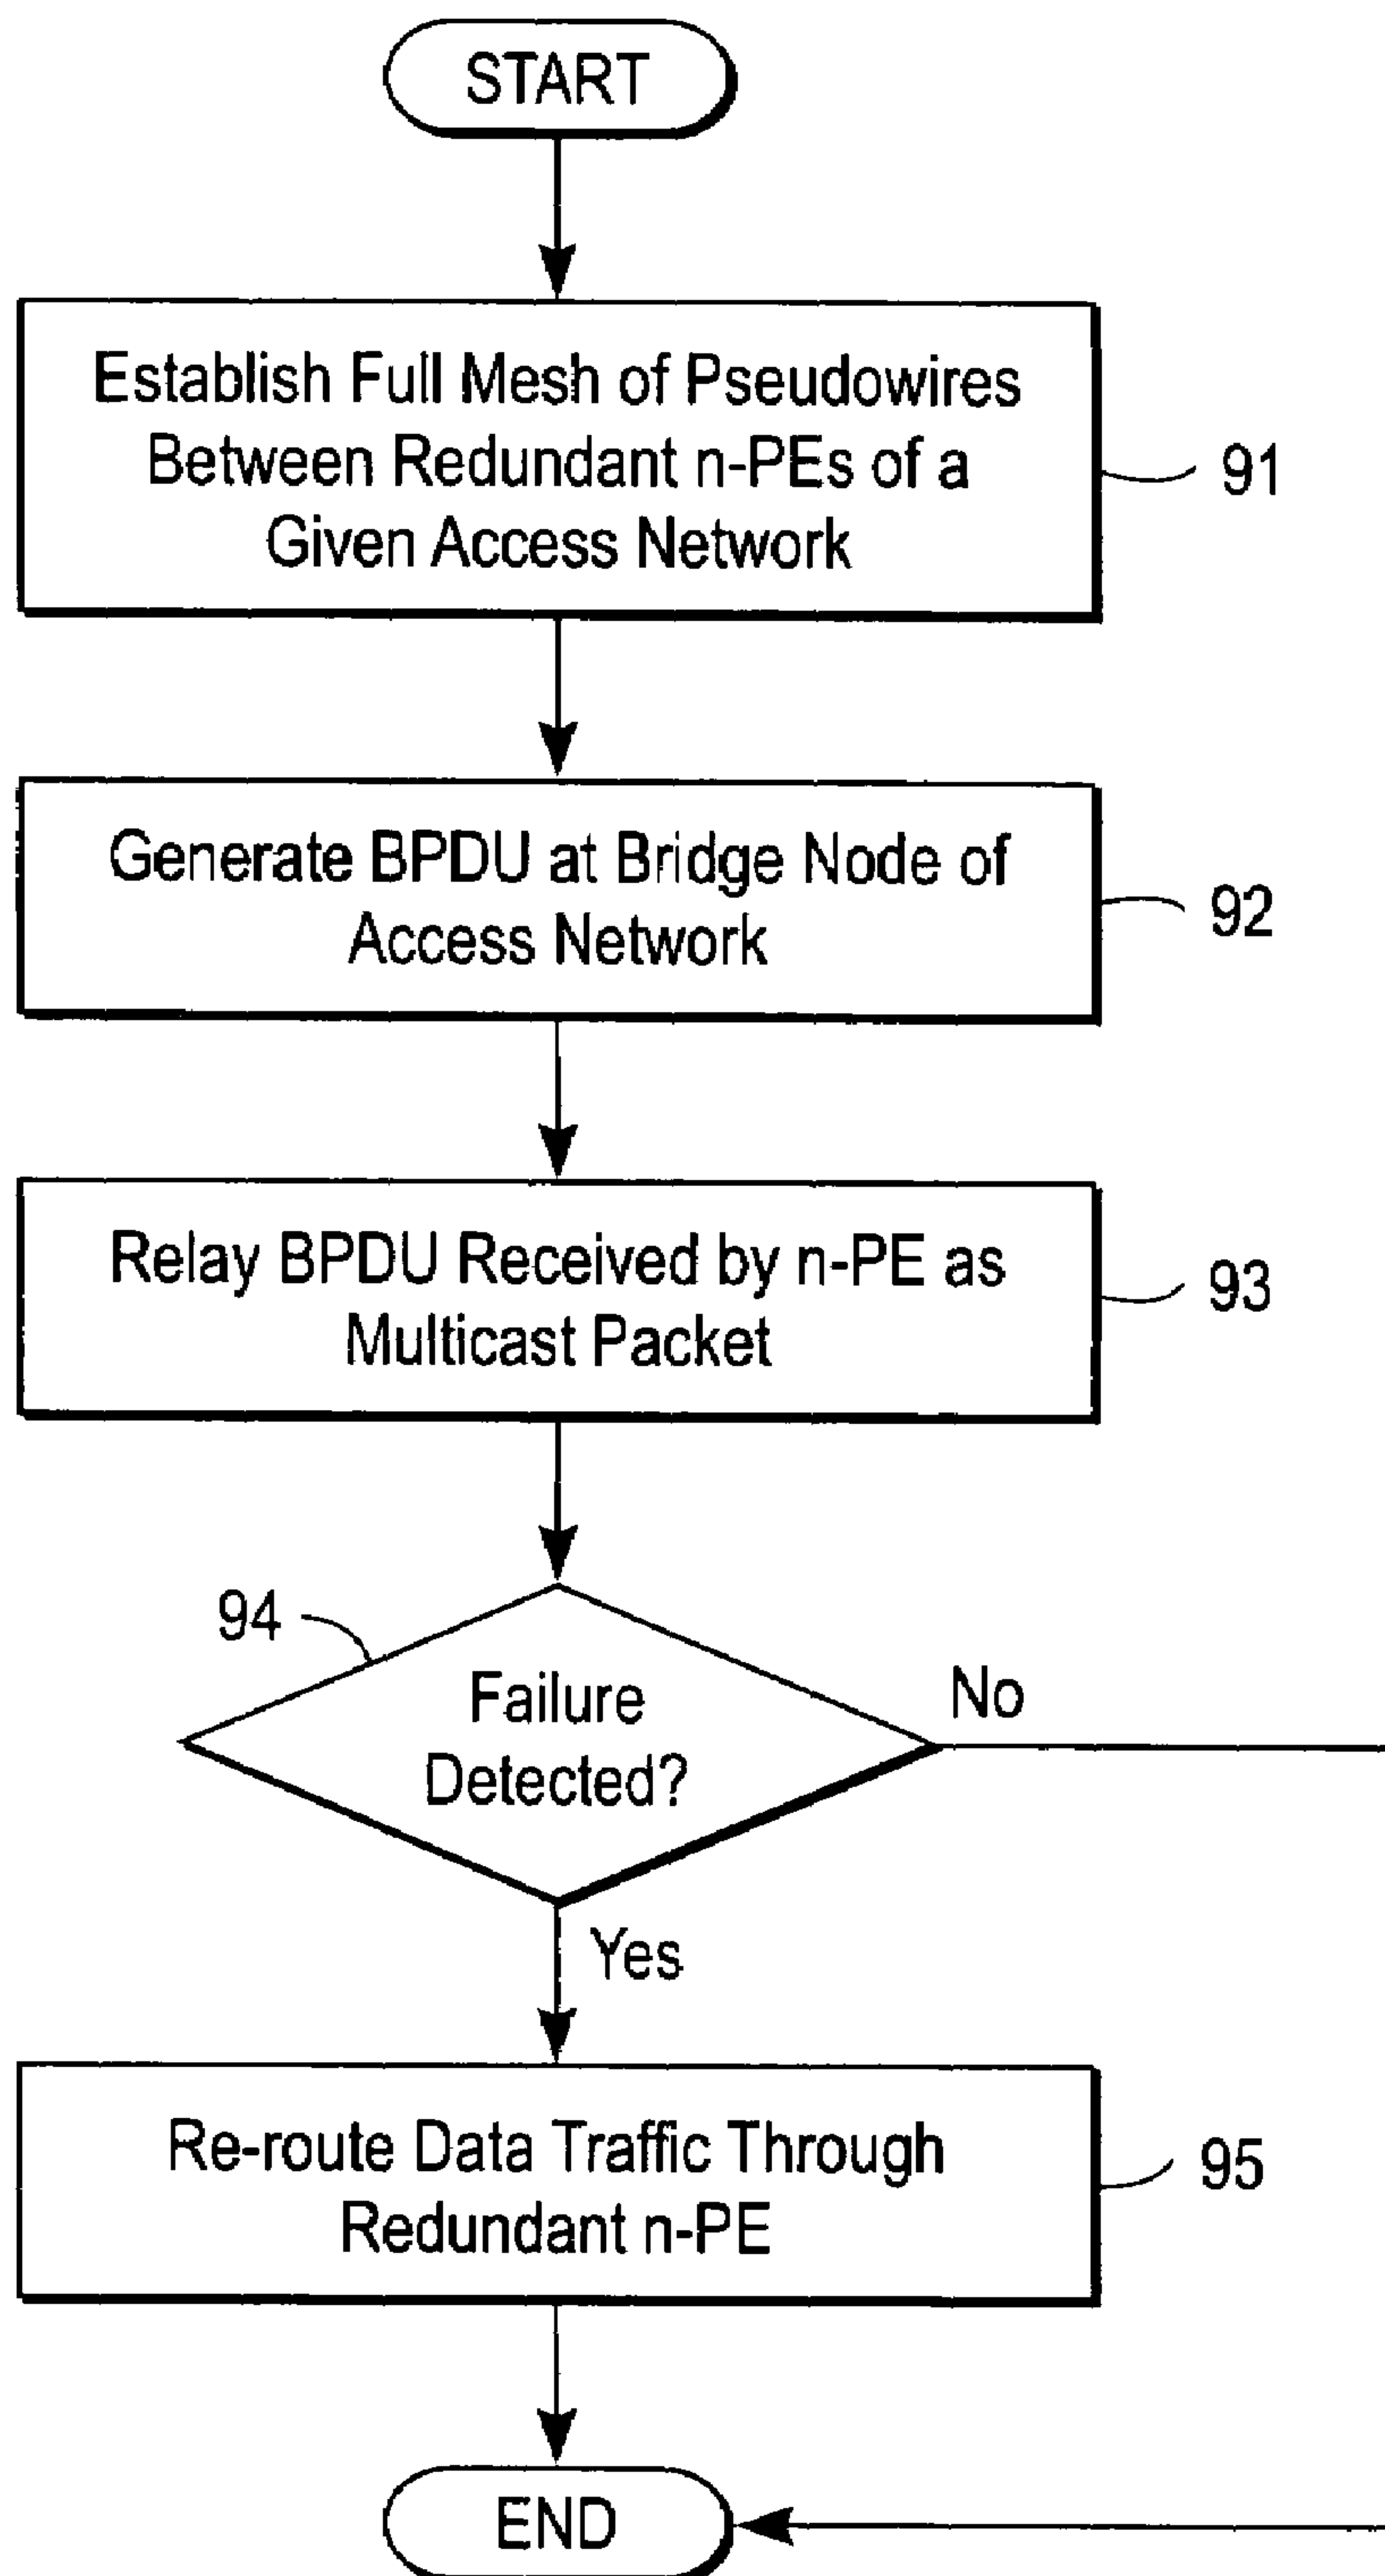 START
Establish Full Mesh of Pseudowires
Between Redundant n-PEs of a
Given Access Network
91
Generate BPDU at Bridge Node of
Access Network
92
Relay BPDU Received by n-PE as
Multicast Packet
93
94
Failure
Detected?
No
Yes
Re-route Data Traffic Through
Redundant n-PE
95
END